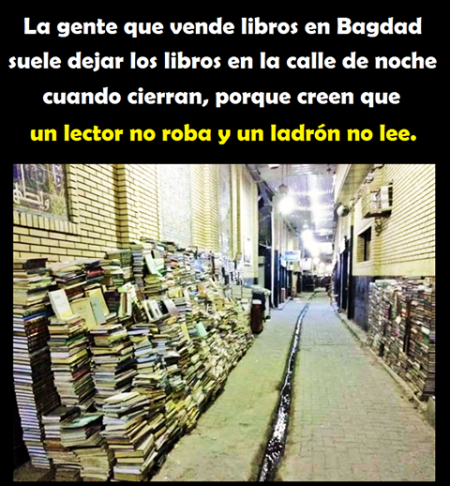 La gente que vende libros en Bagdad
suele dejar los libros en la calle de noche
cuando cierran, porque creen que
un lector no roba y un ladrón no lee.